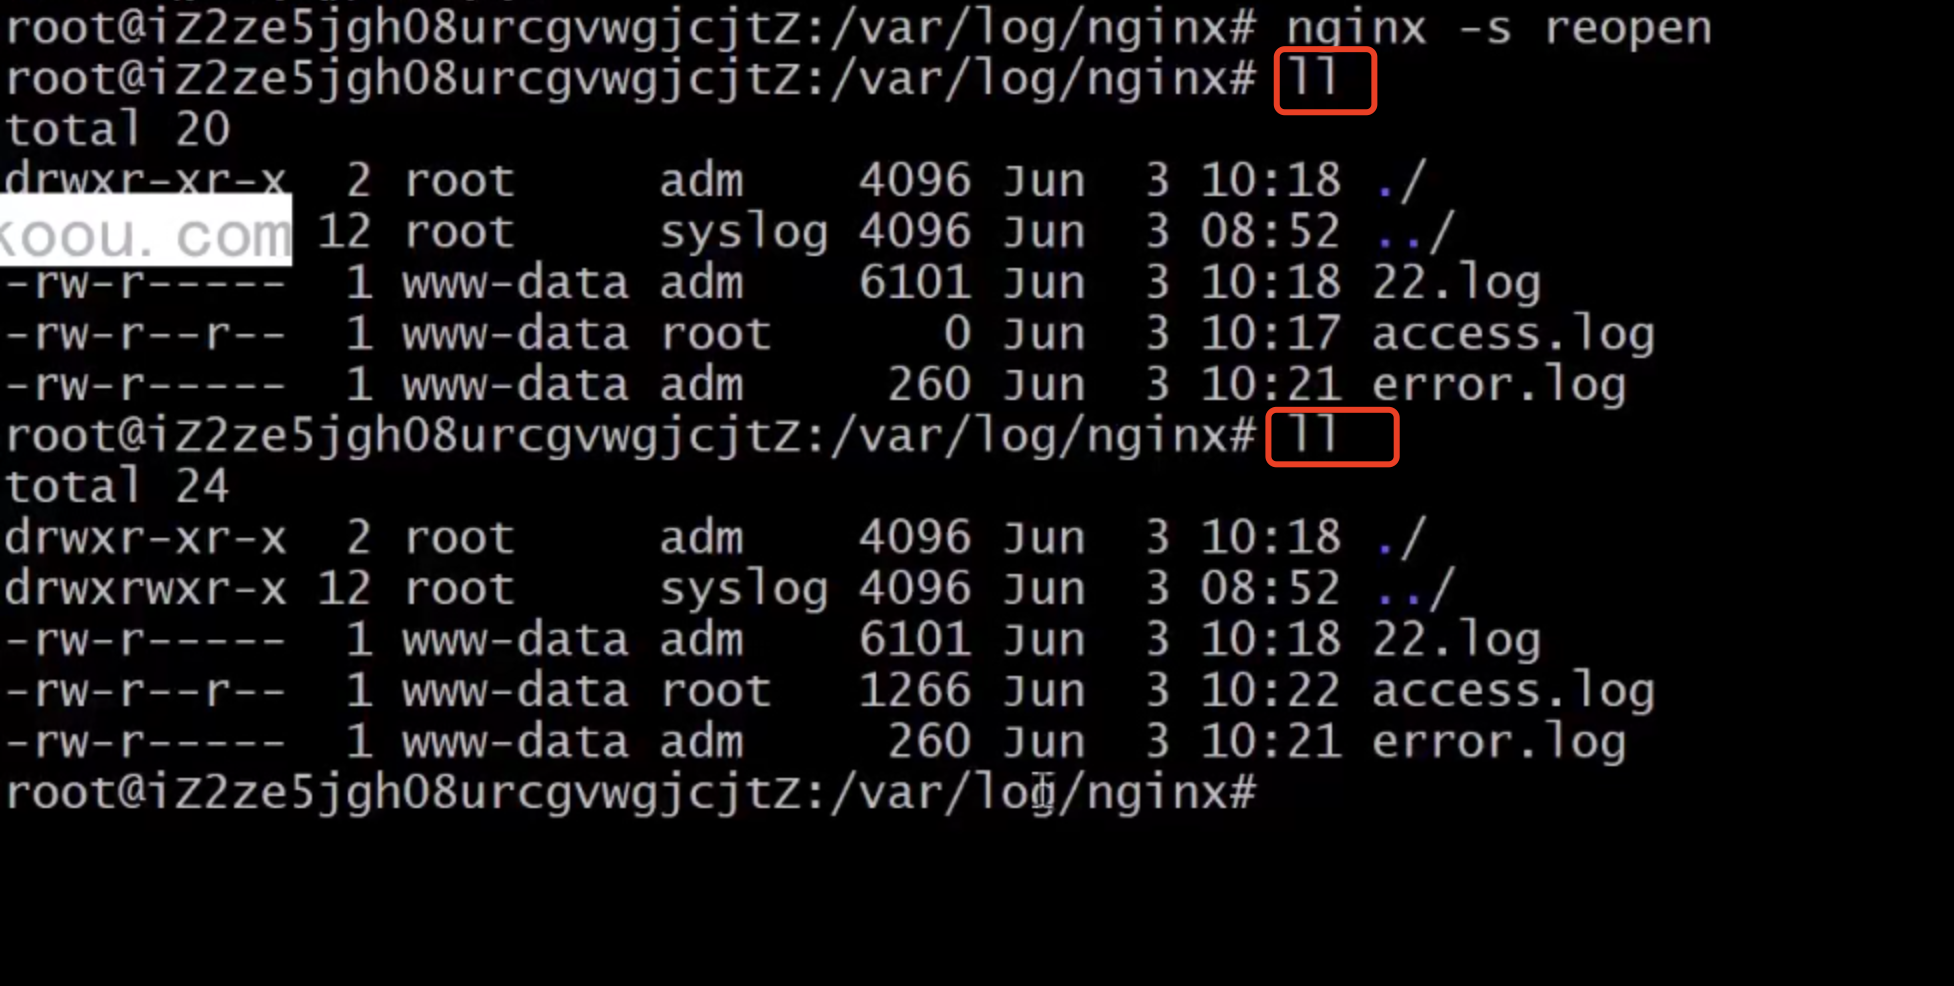 root@iZ2ze5jgh08urcgvwgjcjtZ:/var/log/nginx# nginx -s reopen
root@iZ2ze5jgh08urcgvwgjcjtZ:/var/log/nginx# ll
total 20
drwxr-xr-x  2 root     adm    4096 Jun  3 10:18 ./
koou.com 12 root     syslog 4096 Jun  3 08:52 ../
-rw-r-----  1 www-data adm    6101 Jun  3 10:18 22.log
-rw-r--r--  1 www-data root      0 Jun  3 10:17 access.log
-rw-r-----  1 www-data adm     260 Jun  3 10:21 error.log
root@iZ2ze5jgh08urcgvwgjcjtZ:/var/log/nginx# ll
total 24
drwxr-xr-x  2 root     adm    4096 Jun  3 10:18 ./
drwxrwxr-x 12 root     syslog 4096 Jun  3 08:52 ../
-rw-r-----  1 www-data adm    6101 Jun  3 10:18 22.log
-rw-r--r--  1 www-data root   1266 Jun  3 10:22 access.log
-rw-r-----  1 www-data adm     260 Jun  3 10:21 error.log
root@iZ2ze5jgh08urcgvwgjcjtZ:/var/log/nginx#